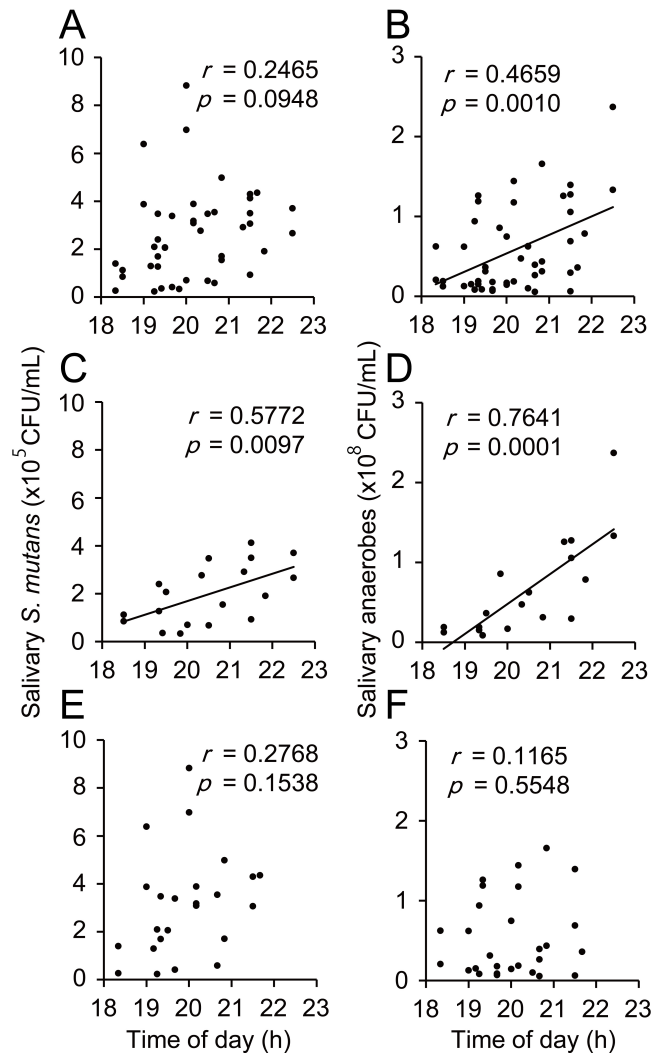 A
r = 0.2465
p = 0.0948
10
8
6
4
2
0
18 19 20 21 22 23
B
r = 0.4659
p = 0.0010
3
2
1
0
18 19 20 21 22 23
Salivary S. mutans (x10⁵ CFU/mL)
Salivary anaerobes (x10⁸ CFU/mL)
C
r = 0.5772
p = 0.0097
10
8
6
4
2
0
18 19 20 21 22 23
D
r = 0.7641
p = 0.0001
3
2
1
0
18 19 20 21 22 23
E
r = 0.2768
p = 0.1538
10
8
6
4
2
0
18 19 20 21 22 23
Time of day (h)
F
r = 0.1165
p = 0.5548
3
2
1
0
18 19 20 21 22 23
Time of day (h)